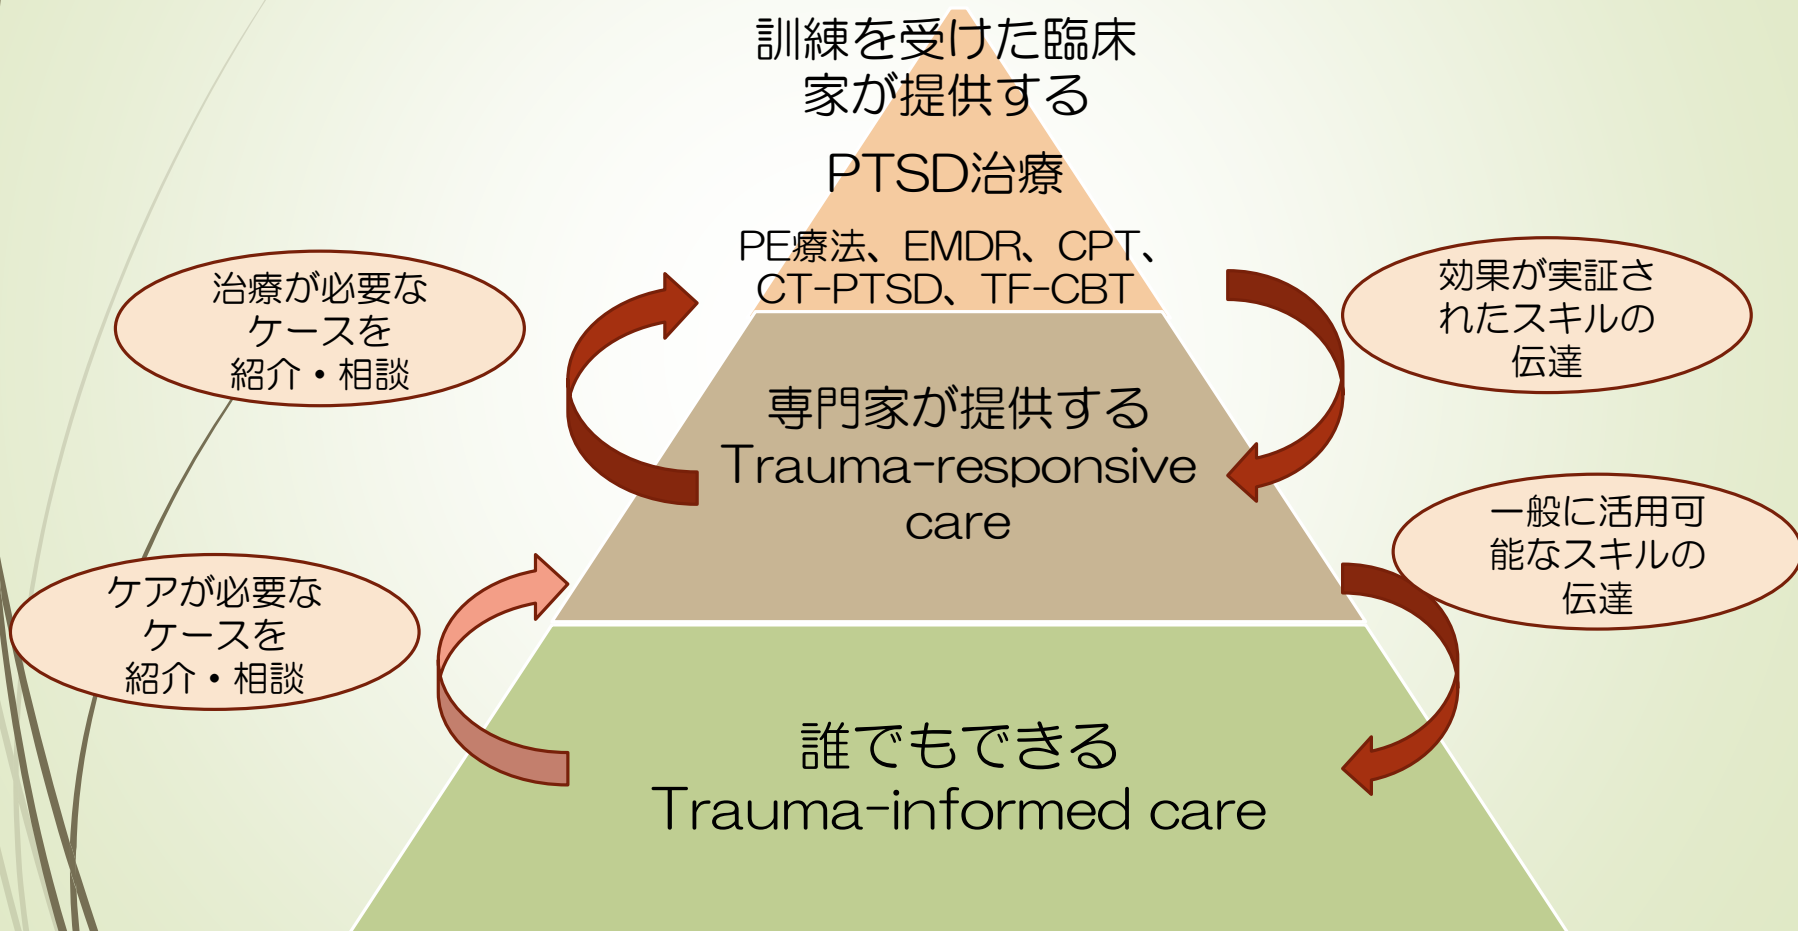 訓練を受けた臨床
家が提供する
PTSD治療
PE療法、EMDR、CPT、
CT-PTSD、TF-CBT
治療が必要な
ケースを
紹介・相談
効果が実証さ
れたスキルの
伝達
専門家が提供する
Trauma-responsive
care
ケアが必要な
ケースを
紹介・相談
一般に活用可
能なスキルの
伝達
誰でもできる
Trauma-informed care